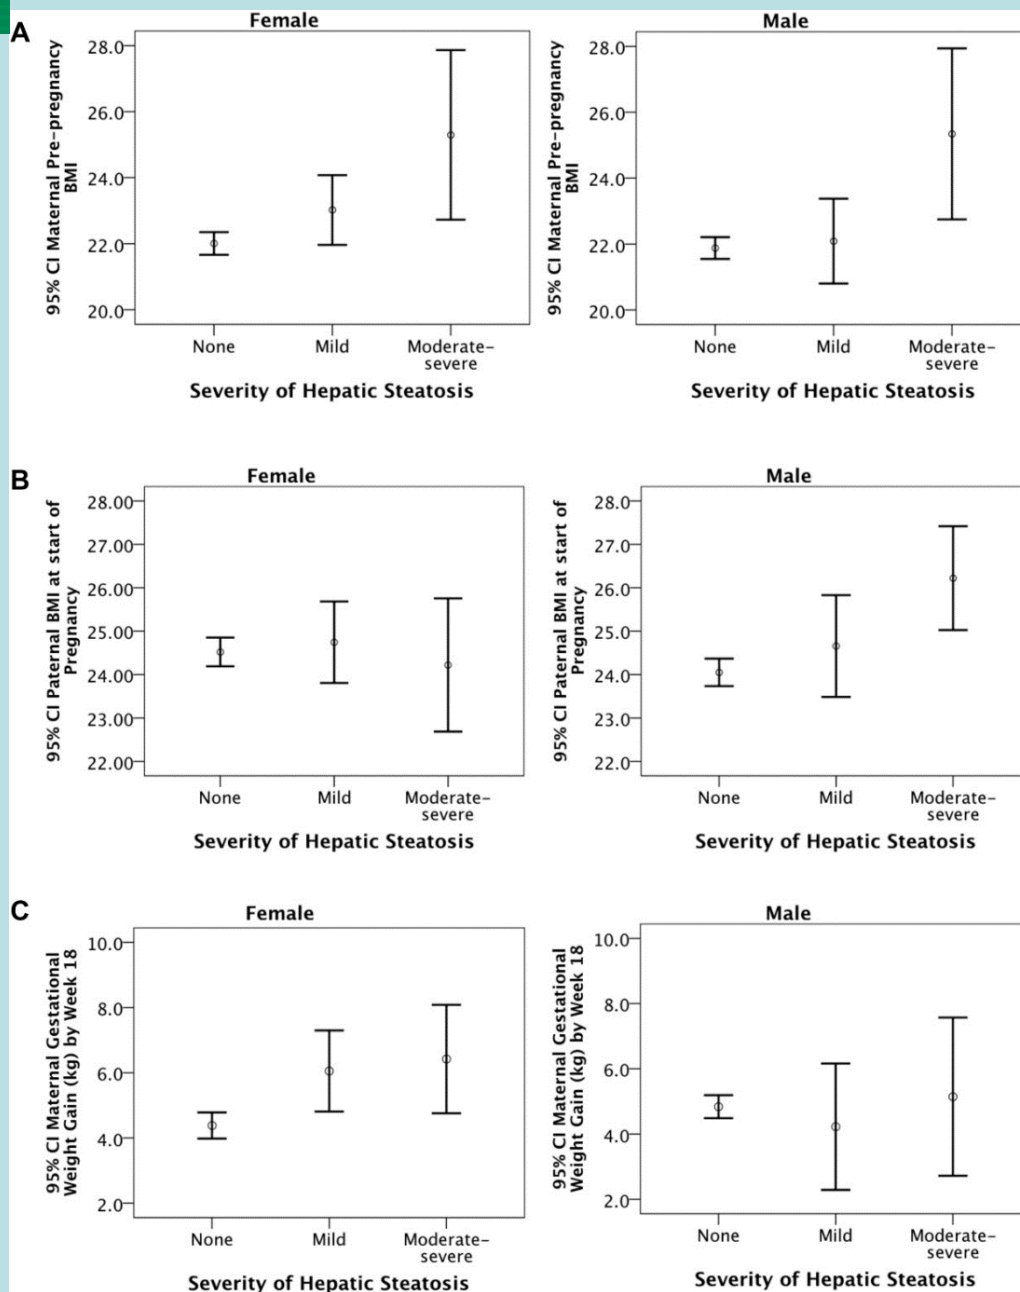 A
Female
95% CI Maternal Pre-pregnancy
BMI
28.0
26.0
24.0
22.0
20.0
None
Mild
Moderate-
severe
Severity of Hepatic Steatosis
Male
95% CI Maternal Pre-pregnancy
BMI
28.0
26.0
24.0
22.0
20.0
None
Mild
Moderate-
severe
Severity of Hepatic Steatosis
B
Female
95% CI Paternal BMI at start of
Pregnancy
28.00
27.00
26.00
25.00
24.00
23.00
22.00
None
Mild
Moderate-
severe
Severity of Hepatic Steatosis
Male
95% CI Paternal BMI at start of
Pregnancy
28.0
27.0
26.0
25.0
24.0
23.0
22.0
None
Mild
Moderate-
severe
Severity of Hepatic Steatosis
C
Female
95% CI Maternal Gestational
Weight Gain (kg) by Week 18
10.0
8.0
6.0
4.0
2.0
None
Mild
Moderate-
severe
Severity of Hepatic Steatosis
Male
95% CI Maternal Gestational
Weight Gain (kg) by Week 18
10.0
8.0
6.0
4.0
2.0
None
Mild
Moderate-
severe
Severity of Hepatic Steatosis